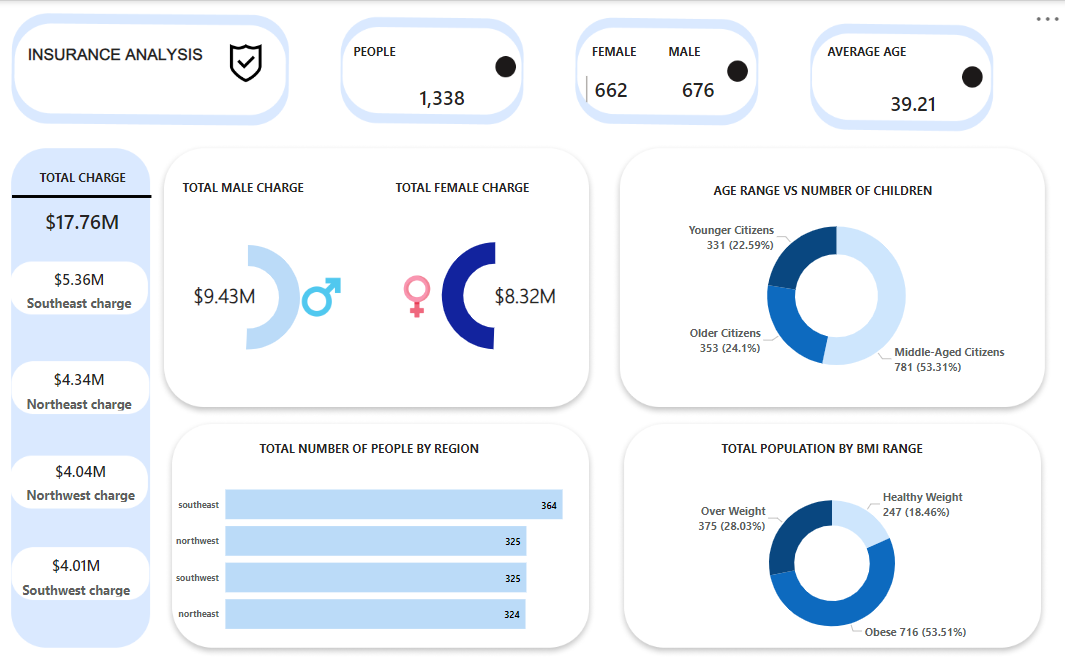 INSURANCE ANALYSIS
PEOPLE
1,338
FEMALE MALE
662 676
AVERAGE AGE
39.21
TOTAL CHARGE
$17.76M
$5.36M
Southeast charge
$4.34M
Northeast charge
$4.04M
Northwest charge
$4.01M
Southwest charge
TOTAL MALE CHARGE
$9.43M
TOTAL FEMALE CHARGE
$8.32M
AGE RANGE VS NUMBER OF CHILDREN
Younger Citizens
331 (22.59%)
Older Citizens
353 (24.1%)
Middle-Aged Citizens
781 (53.31%)
TOTAL NUMBER OF PEOPLE BY REGION
southeast 364
northwest 325
southwest 325
northeast 324
TOTAL POPULATION BY BMI RANGE
Healthy Weight
247 (18.46%)
Over Weight
375 (28.03%)
Obese 716 (53.51%)